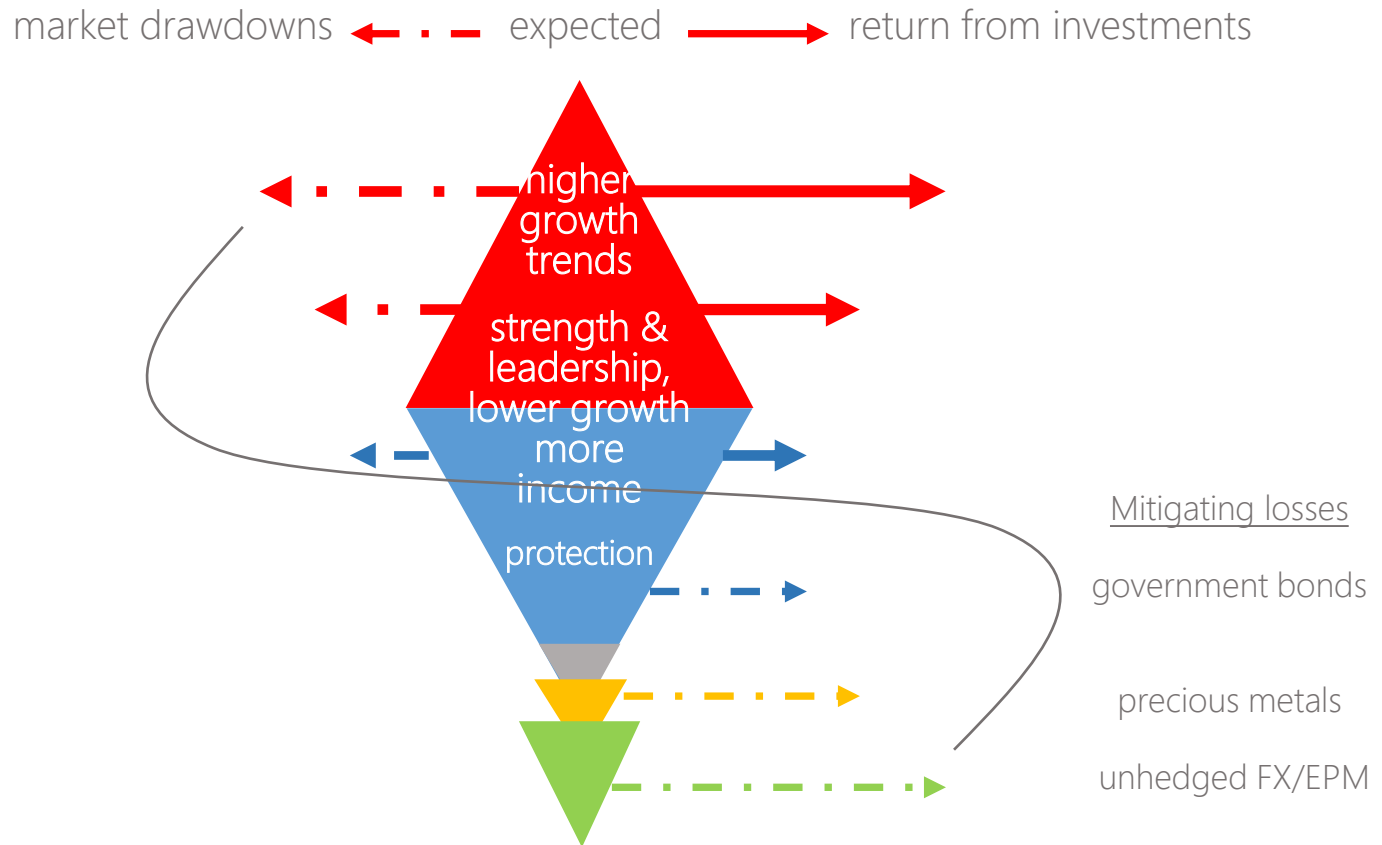 market drawdowns expected return from investments
higher
growth
trends
strength &
leadership,
lower growth
more
income
protection
Mitigating losses
government bonds
precious metals
unhedged FX/EPM